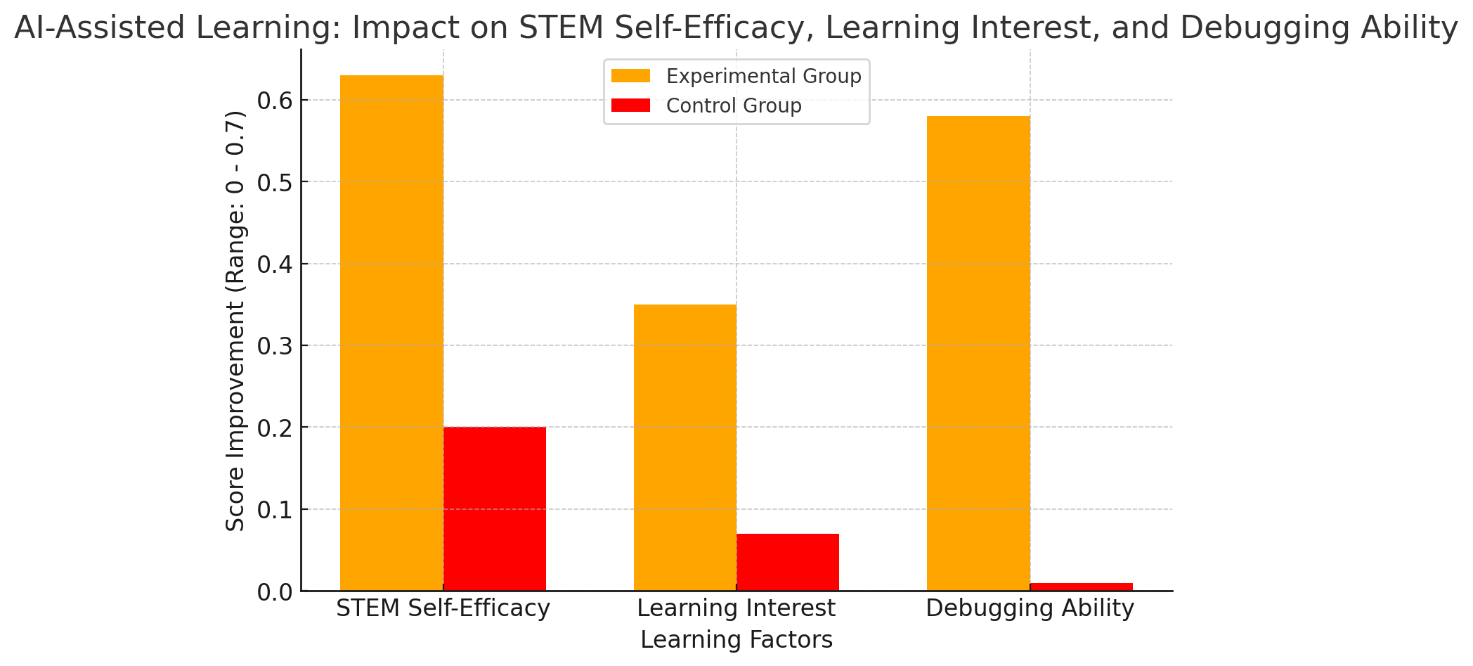 AI-Assisted Learning: Impact on STEM Self-Efficacy, Learning Interest, and Debugging Ability
Experimental Group
Control Group
Score Improvement (Range: 0 - 0.7)
0.6
0.5
0.4
0.3
0.2
0.1
0.0
STEM Self-Efficacy
Learning Interest
Debugging Ability
Learning Factors